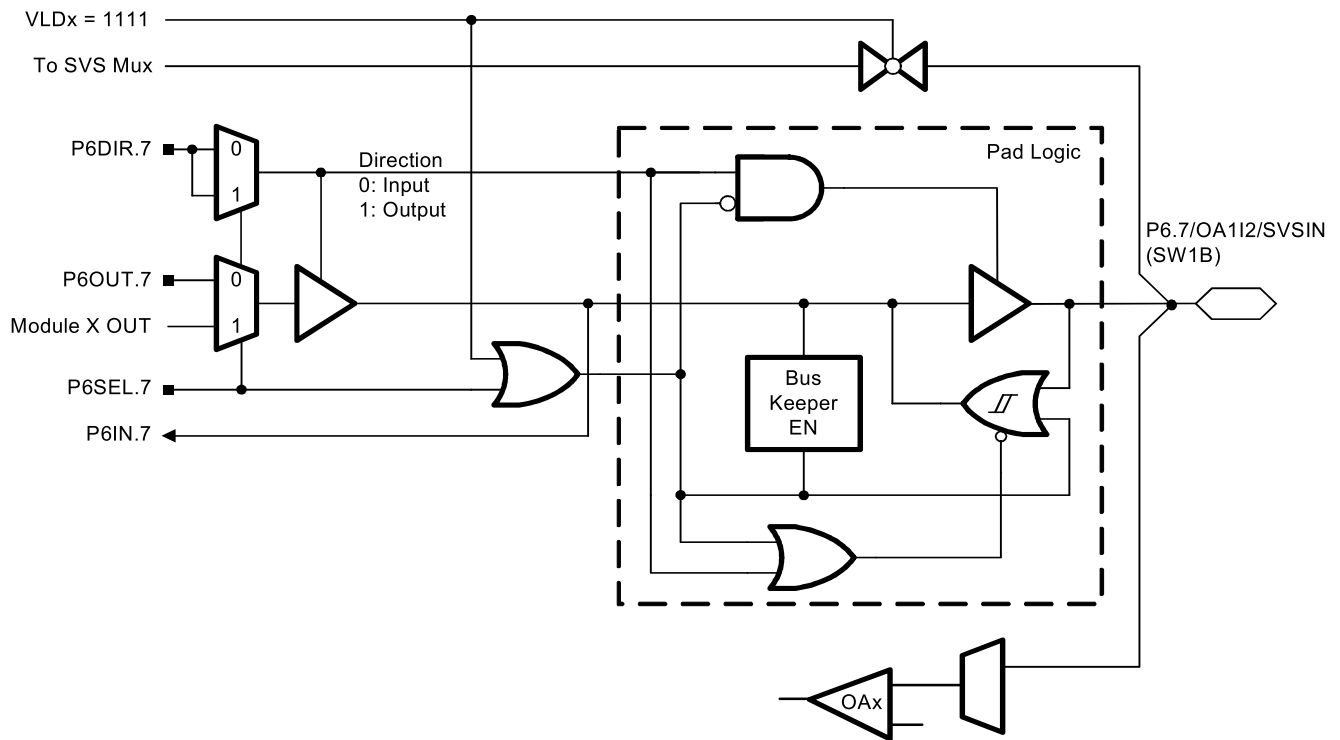 VLDx = 1111
To SVS Mux
P6DIR.7
0
1
Direction
0: Input
1: Output
Pad Logic
P6.7/OA1I2/SVSIN
(SW1B)
P6OUT.7
0
Module X OUT
1
P6SEL.7
P6IN.7
Bus
Keeper
EN
OAx